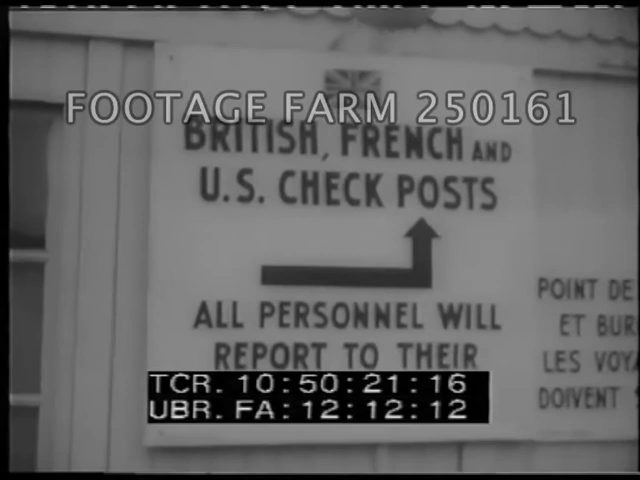 FOOTAGE FARM 250161
BRITISH, FRENCH AND
U.S. CHECK POSTS
ALL PERSONNEL WILL
REPORT TO THEIR
POINT DE
ET BUR
LES VOYA
DOIVENT
TCR. 10:50:21:16
UBR. FA:12:12:12